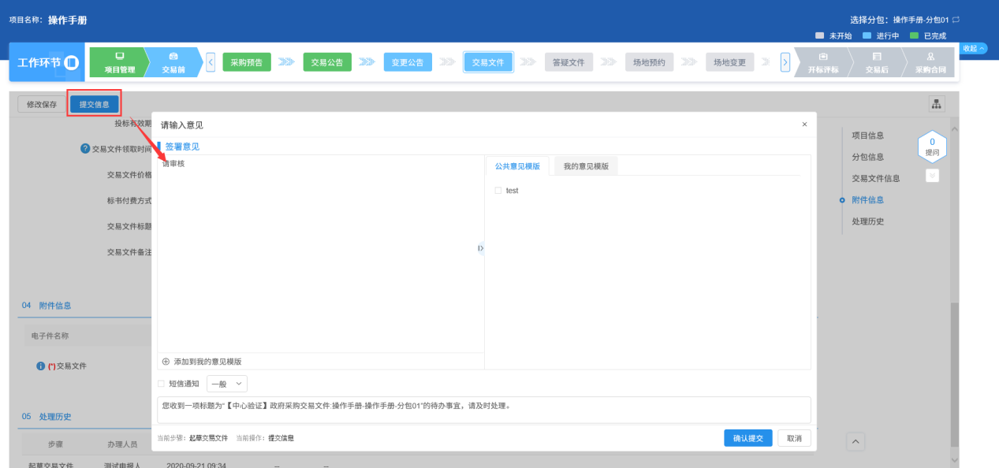 项目名称：操作手册
选择分包：操作手册-分包01
未开始 进行中 已完成
工作环节
项目管理
交易前
采购预告
交易公告
变更公告
交易文件
答疑文件
场地预约
场地变更
开标评标
交易后
采购合同
收起
修改保存
提交信息
投标有效期
交易文件领取时间
交易文件价格
标书付费方式
交易文件标题
交易文件备注
04 附件信息
电子件名称
(*)交易文件
05 处理历史
步骤 办理人员
起草交易文件 测试申报人 2020-09-21 09:34 -- --
请输入意见 ×
签署意见
请审核
公共意见模版 我的意见模版
test
添加到我的意见模版
短信通知 一般
您收到一项标题为"【中心验证】政府采购交易文件:操作手册-操作手册-分包01"的待办事宜，请及时处理。
当前步骤：起草交易文件 当前操作：提交信息
确认提交 取消
项目信息
分包信息
交易文件信息
附件信息
处理历史
0
提问